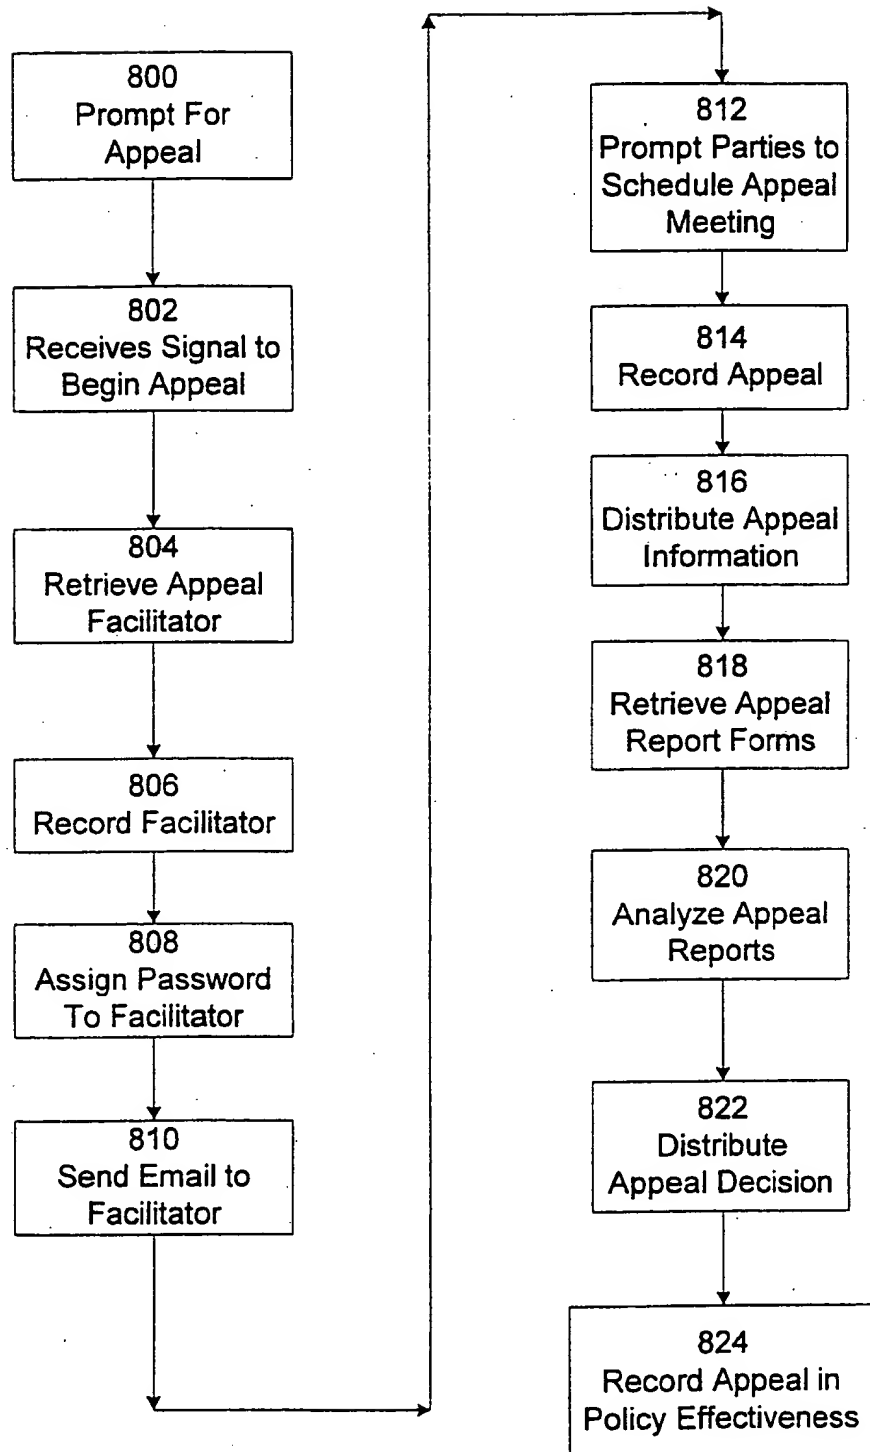 800
Prompt For
Appeal
802
Receives Signal to
Begin Appeal
804
Retrieve Appeal
Facilitator
806
Record Facilitator
808
Assign Password
To Facilitator
810
Send Email to
Facilitator
812
Prompt Parties to
Schedule Appeal
Meeting
814
Record Appeal
816
Distribute Appeal
Information
818
Retrieve Appeal
Report Forms
820
Analyze Appeal
Reports
822
Distribute
Appeal Decision
824
Record Appeal in
Policy Effectiveness